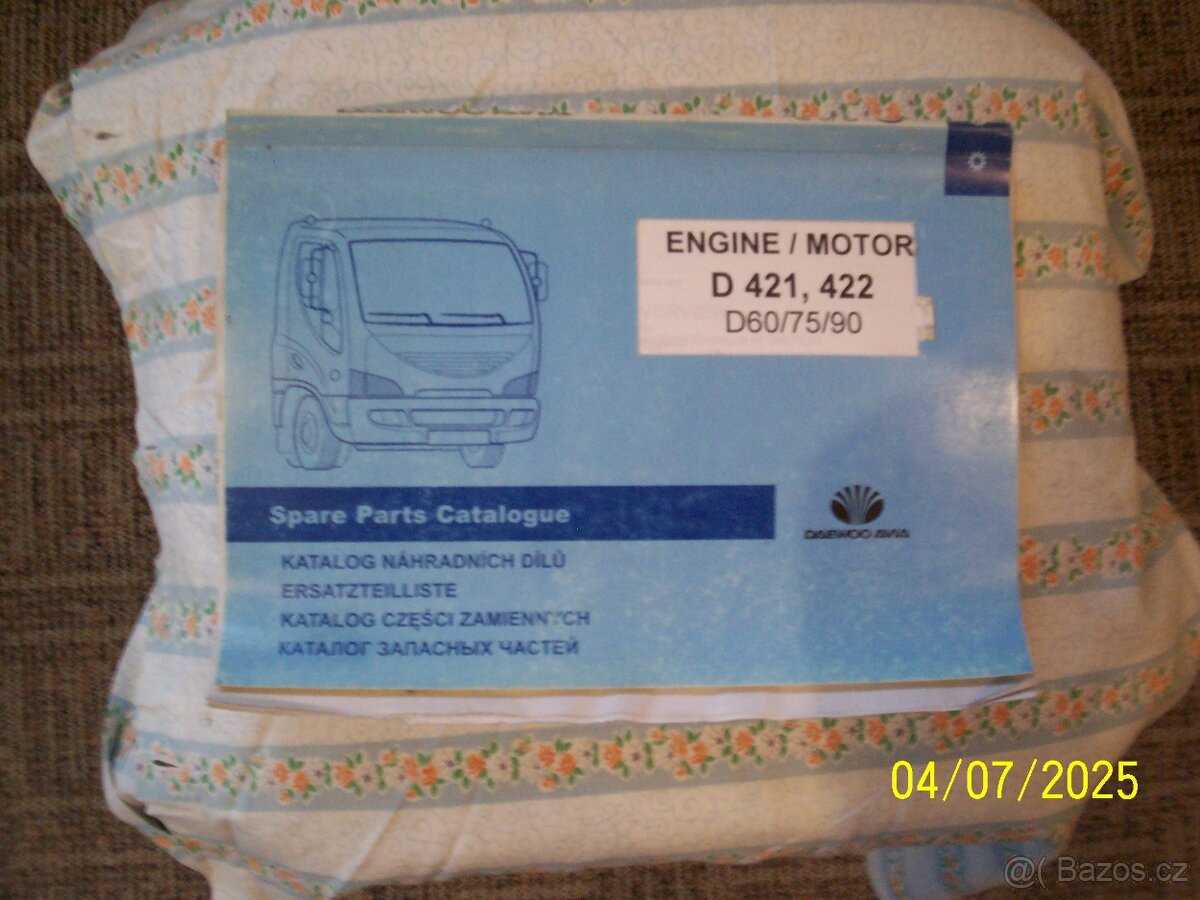 ENGINE / MOTOR
D 421, 422
D60/75/90
Spare Parts Catalogue
DAEWOO AVIA
KATALOG NÁHRADNÍCH DÍLŮ
ERSATZTEILLISTE
KATALOG CZĘŚCI ZAMIENNYCH
КАТАЛОГ ЗАПАСНЫХ ЧАСТЕЙ
04/07/2025
@( Bazos.cz